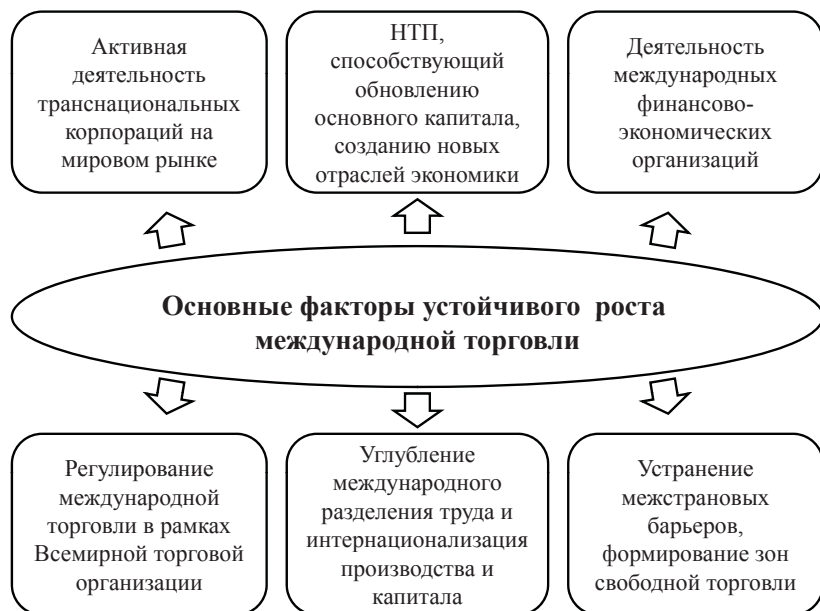 Активная
деятельность
транснациональных
корпораций на
мировом рынке
НТП,
способствующий
обновлению
основного капитала,
созданию новых
отраслей экономики
Деятельность
международных
финансово-
экономических
организаций
Основные факторы устойчивого роста
международной торговли
Регулирование
международной
торговли в рамках
Всемирной торговой
организации
Углубление
международного
разделения труда и
интернационализация
производства и
капитала
Устранение
межстрановых
барьеров,
формирование зон
свободной торговли